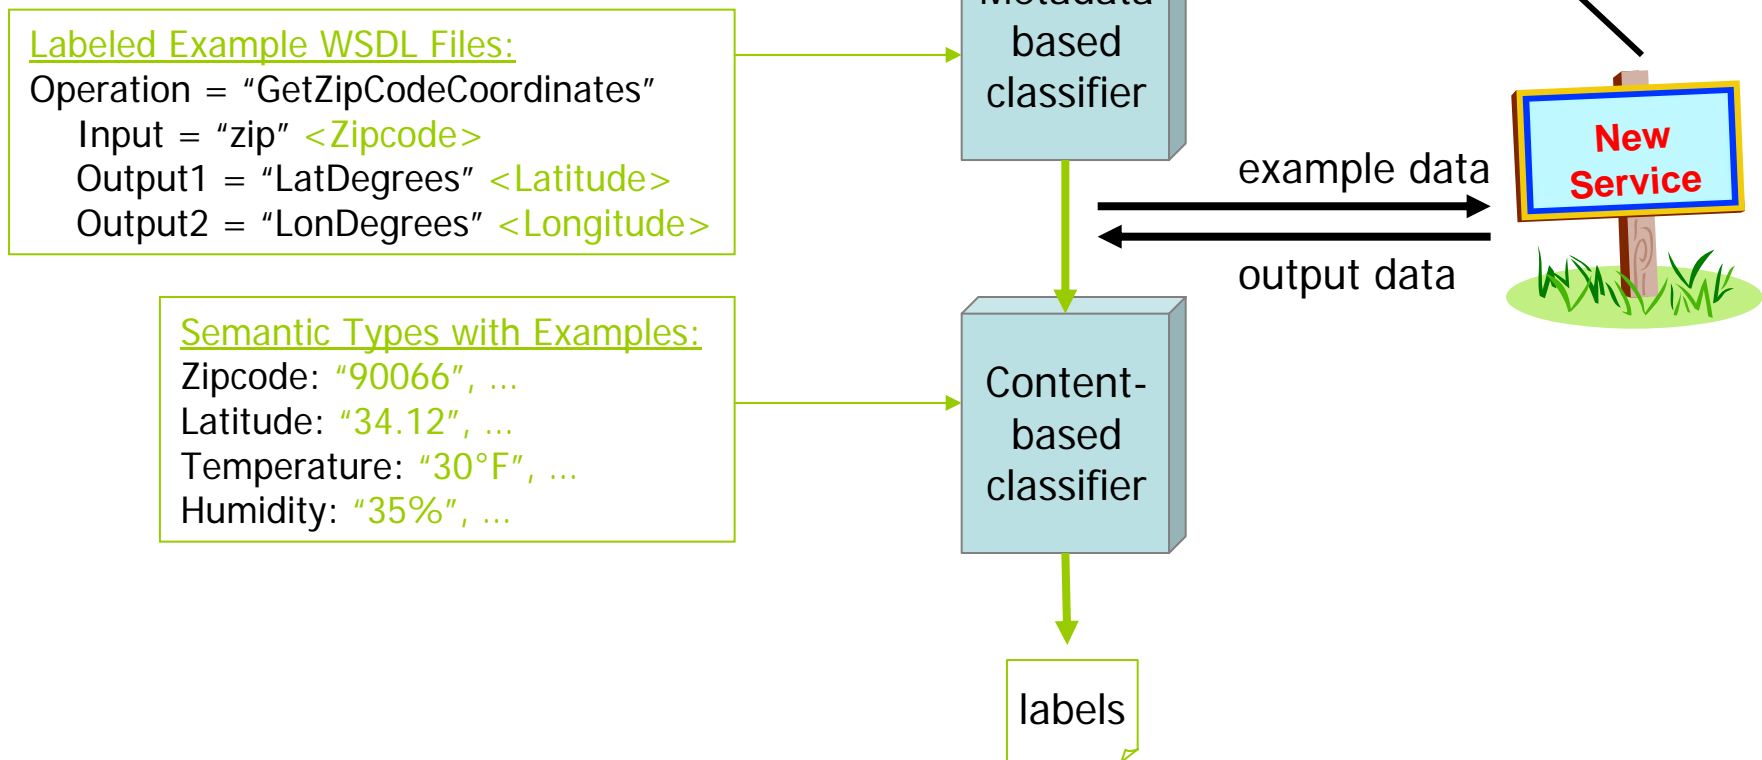 Labeled Example WSDL Files:
Operation = “GetZipCodeCoordinates”
Input = “zip” <Zipcode>
Output1 = “LatDegrees” <Latitude>
Output2 = “LonDegrees” <Longitude>
Metadata
based
classifier
example data
output data
New
Service
Semantic Types with Examples:
Zipcode: “90066”, ...
Latitude: “34.12”, ...
Temperature: “30°F”, ...
Humidity: “35%”, ...
Content-
based
classifier
labels